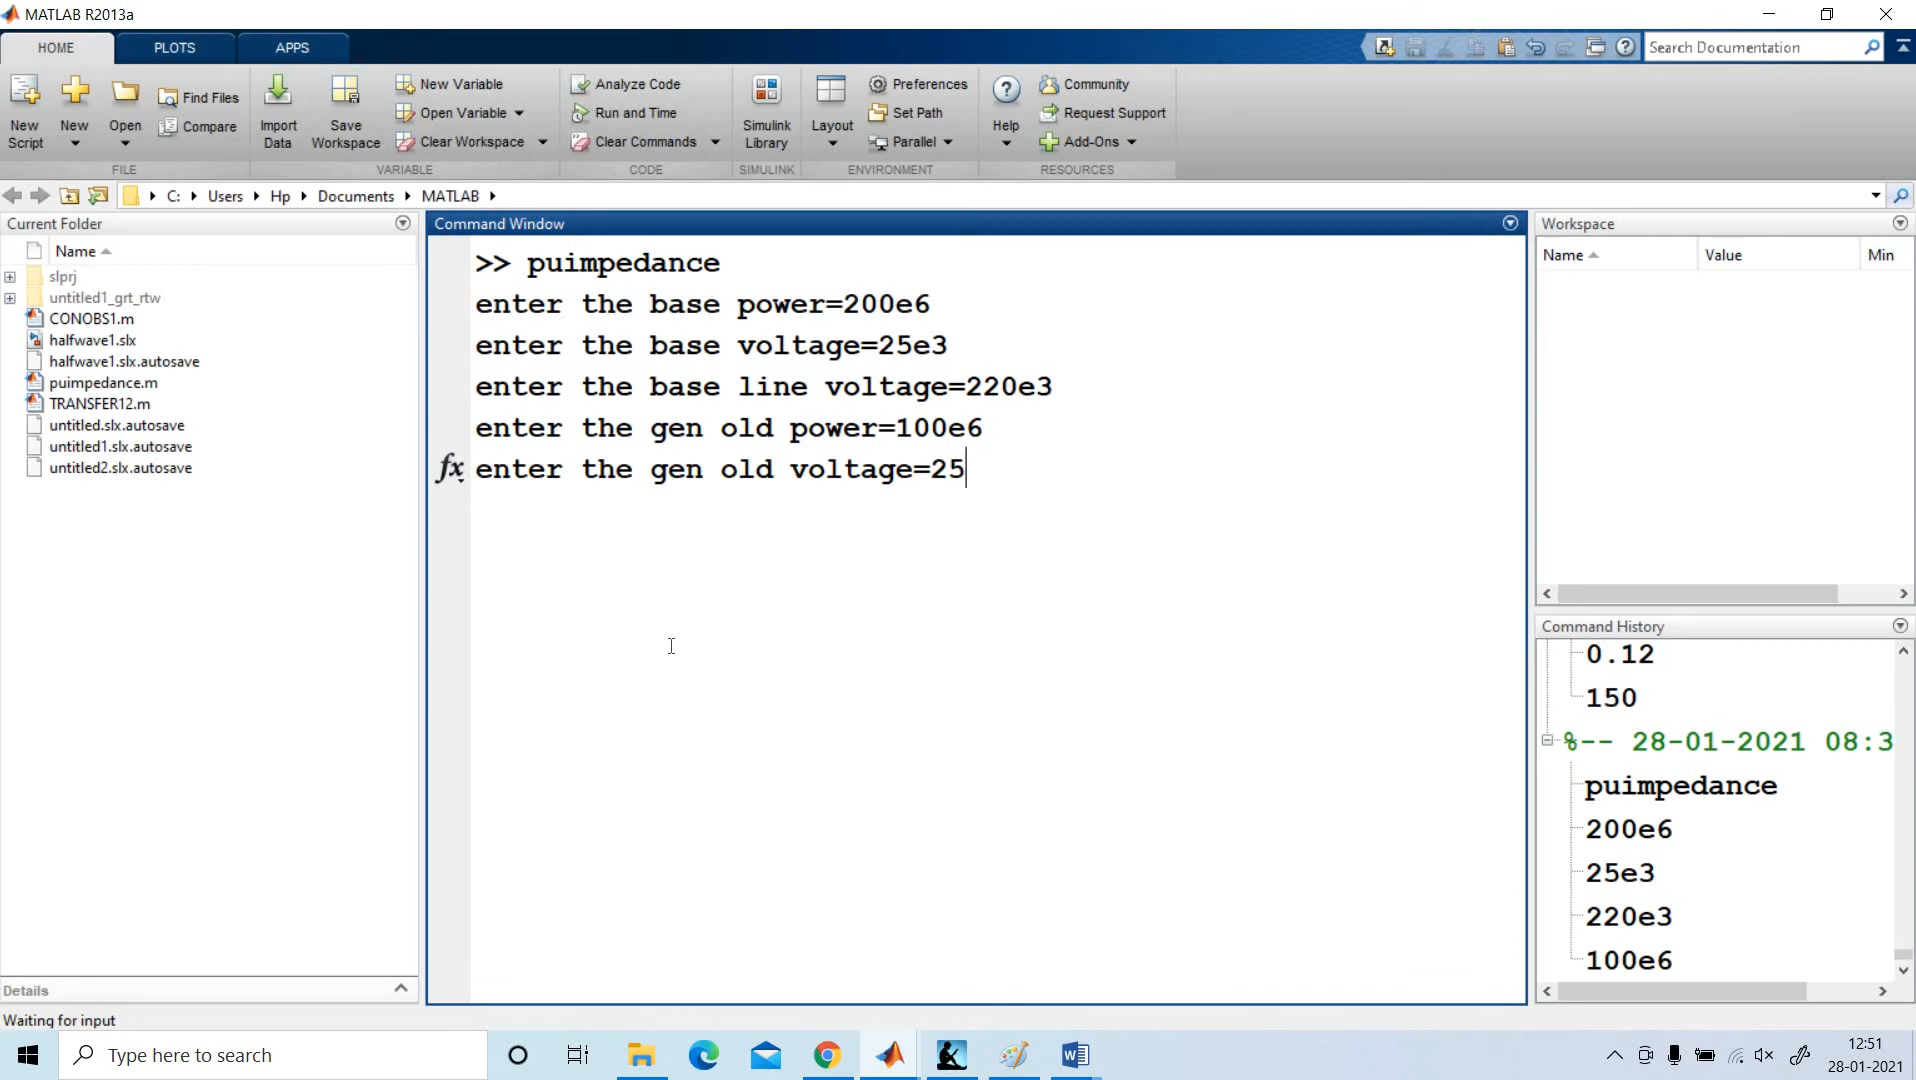 MATLAB R2013a
HOME PLOTS APPS
Search Documentation
New Script
New
Open
Find Files
Compare
Import Data
Save Workspace
New Variable
Open Variable
Clear Workspace
Analyze Code
Run and Time
Clear Commands
Simulink Library
Layout
Preferences
Set Path
Parallel
Help
Community
Request Support
Add-Ons
FILE VARIABLE CODE SIMULINK ENVIRONMENT RESOURCES
C: Users Hp Documents MATLAB
Current Folder
Name
slprj
untitled1_grt_rtw
CONOBS1.m
halfwave1.slx
halfwave1.slx.autosave
puimpedance.m
TRANSFER12.m
untitled.slx.autosave
untitled1.slx.autosave
untitled2.slx.autosave
Details
Command Window
>> puimpedance
enter the base power=200e6
enter the base voltage=25e3
enter the base line voltage=220e3
enter the gen old power=100e6
fx enter the gen old voltage=25
Workspace
Name Value Min
Command History
0.12
150
%-- 28-01-2021 08:3
puimpedance
200e6
25e3
220e3
100e6
Waiting for input
Type here to search
12:51
28-01-2021